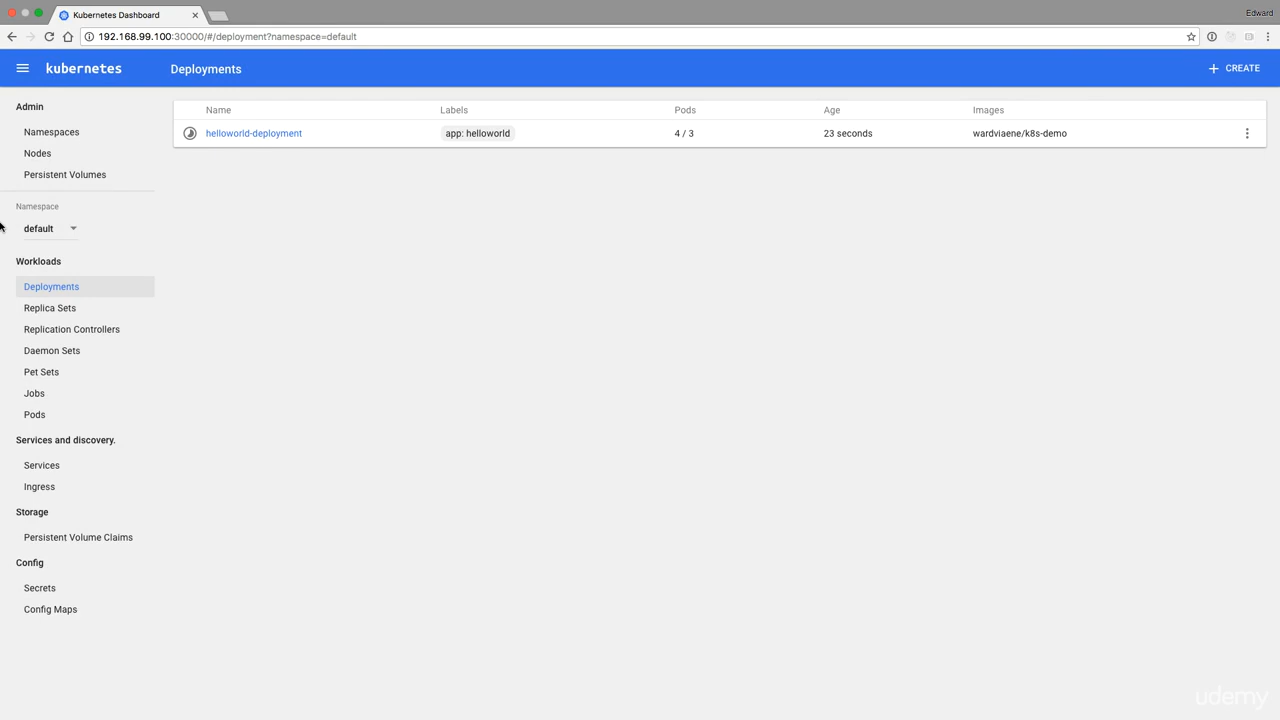 Kubernetes Dashboard
Edward
192.168.99.100:30000/#/deployment?namespace=default
kubernetes
Deployments
CREATE
Admin
Namespaces
Nodes
Persistent Volumes
Namespace
default
Workloads
Deployments
Replica Sets
Replication Controllers
Daemon Sets
Pet Sets
Jobs
Pods
Services and discovery.
Services
Ingress
Storage
Persistent Volume Claims
Config
Secrets
Config Maps
Name Labels Pods Age Images
helloworld-deployment app: helloworld 4 / 3 23 seconds wardviaene/k8s-demo
udemy